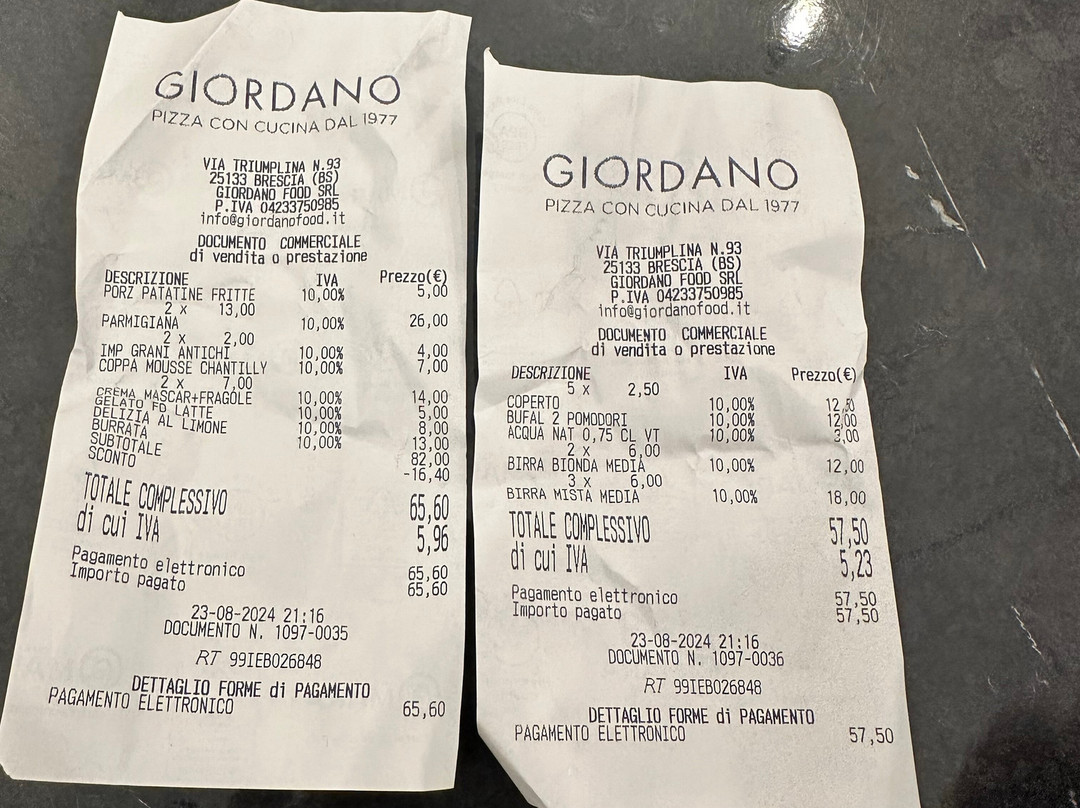 GIORDANO
PIZZA CON CUCINA DAL 1977
VIA TRIUMPLINA N.93
25133 BRESCIA (BS)
GIORDANO FOOD SRL
P.IVA 04233750985
info@giordanofood.it
DOCUMENTO COMMERCIALE
di vendita o prestazione
DESCRIZIONE IVA Prezzo(€)
PORZ PATATINE FRITTE 10,00% 5,00
2 x 13,00
PARMIGIANA 10,00% 26,00
2 x 2,00
IMP GRANI ANTICHI 10,00% 4,00
COPPA MOUSSE CHANTILLY 10,00% 7,00
2 x 7,00
CREMA MASCAR+FRAGOLE 10,00% 14,00
GELATO FD LATTE 10,00% 5,00
DELIZIA AL LIMONE 10,00% 8,00
BURRATA 10,00% 13,00
SUBTOTALE 82,00
SCONTO -16,40
TOTALE COMPLESSIVO 65,60
di cui IVA 5,96
Pagamento elettronico 65,60
Importo pagato 65,60
23-08-2024 21:16
DOCUMENTO N. 1097-0035
RT 99IEB026848
DETTAGLIO FORME di PAGAMENTO
PAGAMENTO ELETTRONICO 65,60
GIORDANO
PIZZA CON CUCINA DAL 1977
VIA TRIUMPLINA N.93
25133 BRESCIA (BS)
GIORDANO FOOD SRL
P.IVA 04233750985
info@giordanofood.it
DOCUMENTO COMMERCIALE
di vendita o prestazione
DESCRIZIONE IVA Prezzo(€)
5 x 2,50
COPERTO 10,00% 12,50
BUFAL 2 POMODORI 10,00% 12,00
ACQUA NAT 0,75 CL VT 10,00% 3,00
2 x 6,00
BIRRA BIONDA MEDIA 10,00% 12,00
3 x 6,00
BIRRA MISTA MEDIA 10,00% 18,00
TOTALE COMPLESSIVO 57,50
di cui IVA 5,23
Pagamento elettronico 57,50
Importo pagato 57,50
23-08-2024 21:16
DOCUMENTO N. 1097-0036
RT 99IEB026848
DETTAGLIO FORME di PAGAMENTO
PAGAMENTO ELETTRONICO 57,50